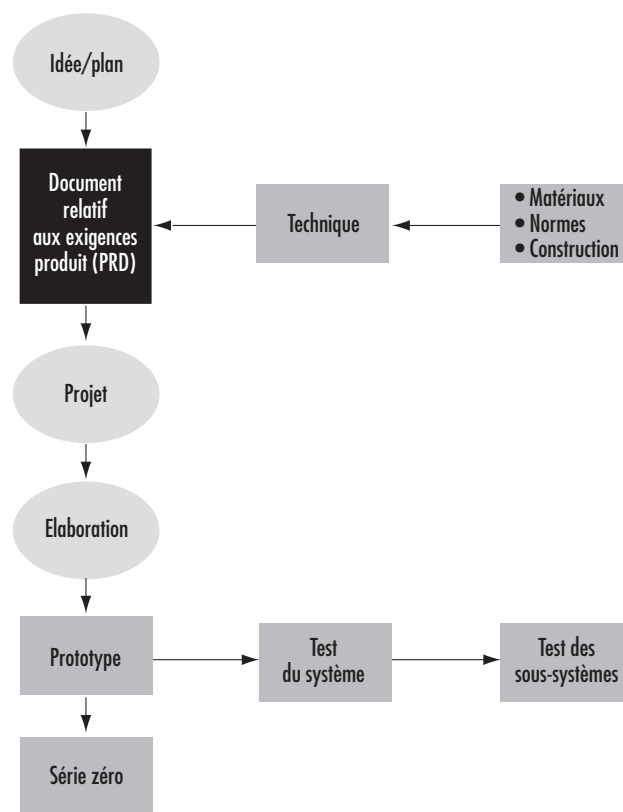 Idée/plan
Document
relatif
aux exigences
produit (PRD)
Technique
• Matériaux
• Normes
• Construction
Projet
Elaboration
Prototype
Test
du système
Test des
sous-systèmes
Série zéro